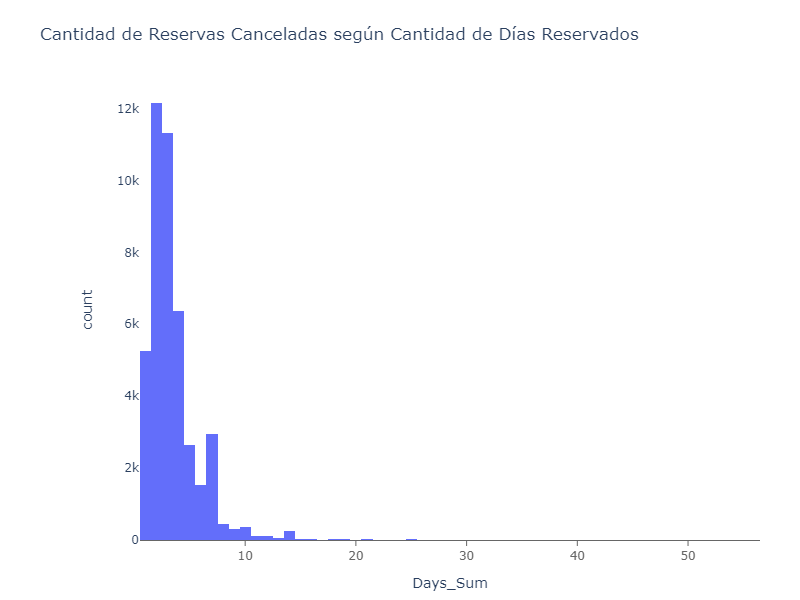 Cantidad de Reservas Canceladas según Cantidad de Días Reservados
12k
10k
8k
6k
4k
2k
0
count
10
20
30
40
50
Days_Sum